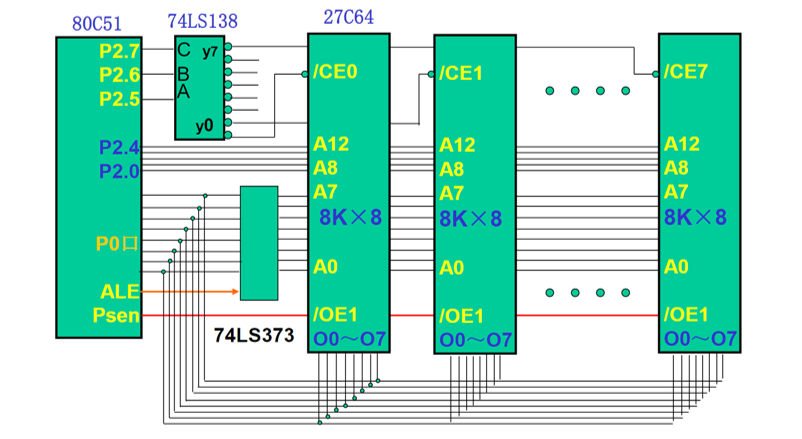 80C51
74LS138
27C64
P2.7
P2.6
P2.5
P2.4
P2.0
P0口
ALE
Psen
C
B
A
y7
y0
74LS373
/CE0
A12
A8
A7
8K×8
A0
/OE1
O0~O7
/CE1
A12
A8
A7
8K×8
A0
/OE1
O0~O7
/CE7
A12
A8
A7
8K×8
A0
/OE1
O0~O7